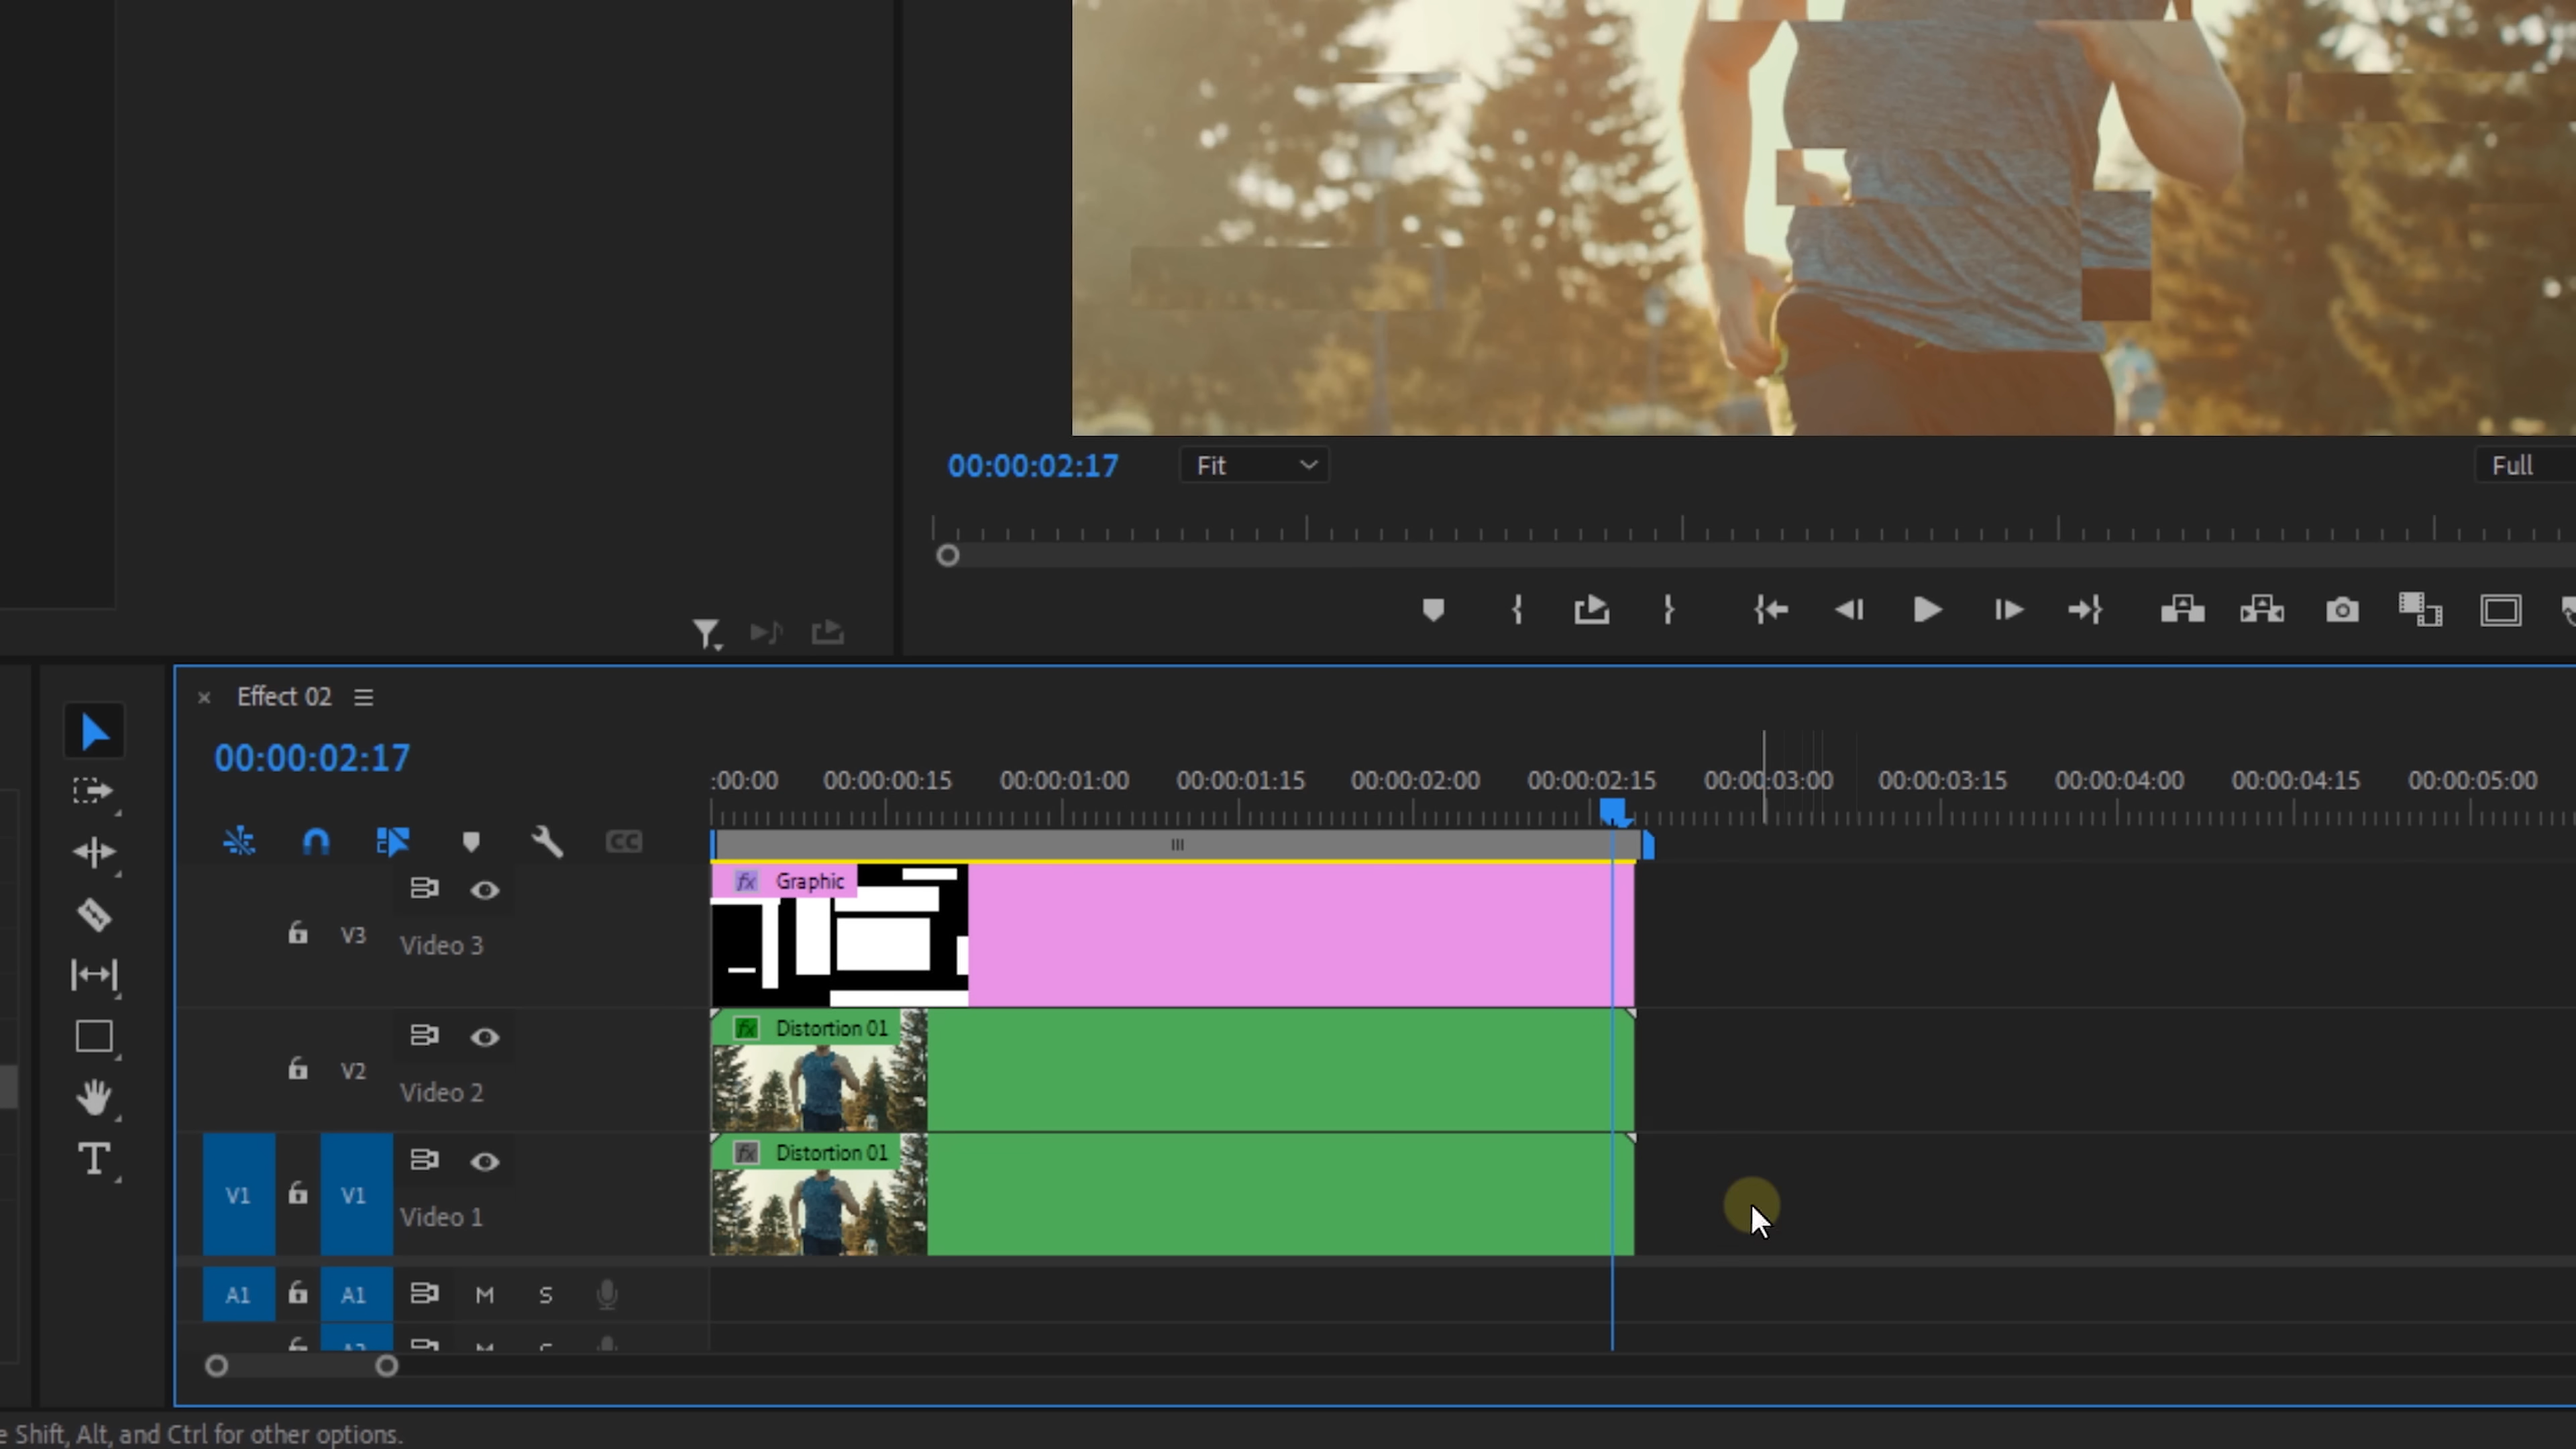 00:00:02:17
Fit
Full
Effect 02
00:00:02:17
:00:00
00:00:00:15
00:00:01:00
00:00:01:15
00:00:02:00
00:00:02:15
00:00:03:00
00:00:03:15
00:00:04:00
00:00:04:15
00:00:05:00
CC
fx Graphic
V3
Video 3
fx Distortion 01
V2
Video 2
fx Distortion 01
V1
V1
Video 1
A1
A1
M
S
e Shift, Alt, and Ctrl for other options.